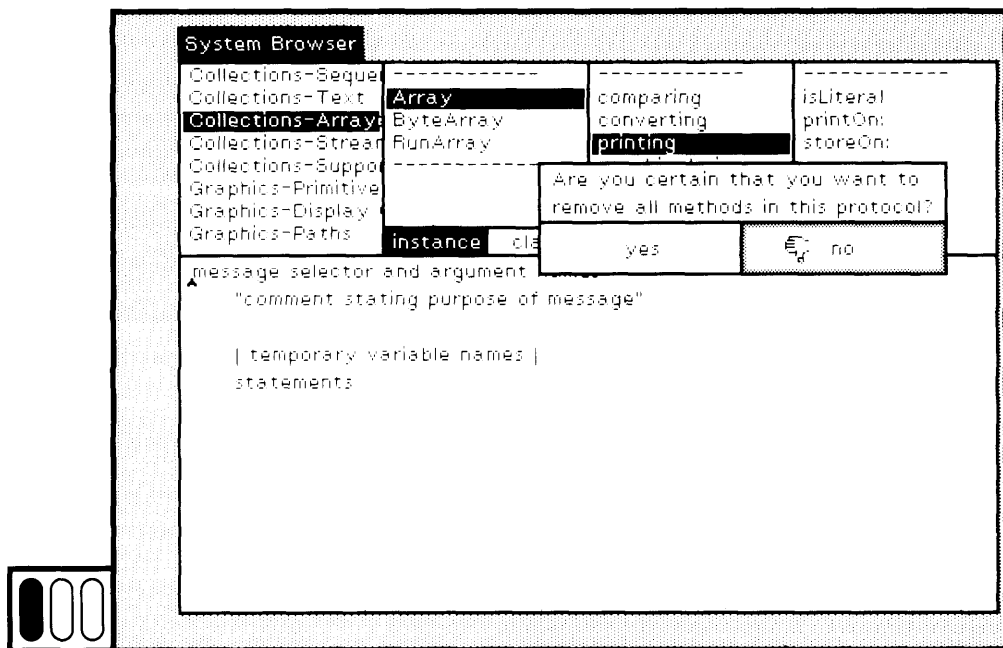 System Browser
Collections-Seque
Collections-Text
Collections-Array
Collections-Strear
Collections-Suppo
Graphics-Primitive
Graphics-Display
Graphics-Paths
------------
Array
ByteArray
RunArray
------------
instance cla
------------
comparing
converting
printing
------------
isLiteral
printOn:
storeOn:
Are you certain that you want to
remove all methods in this protocol?
yes no
message selector and argument
"comment stating purpose of message"
| temporary variable names |
statements